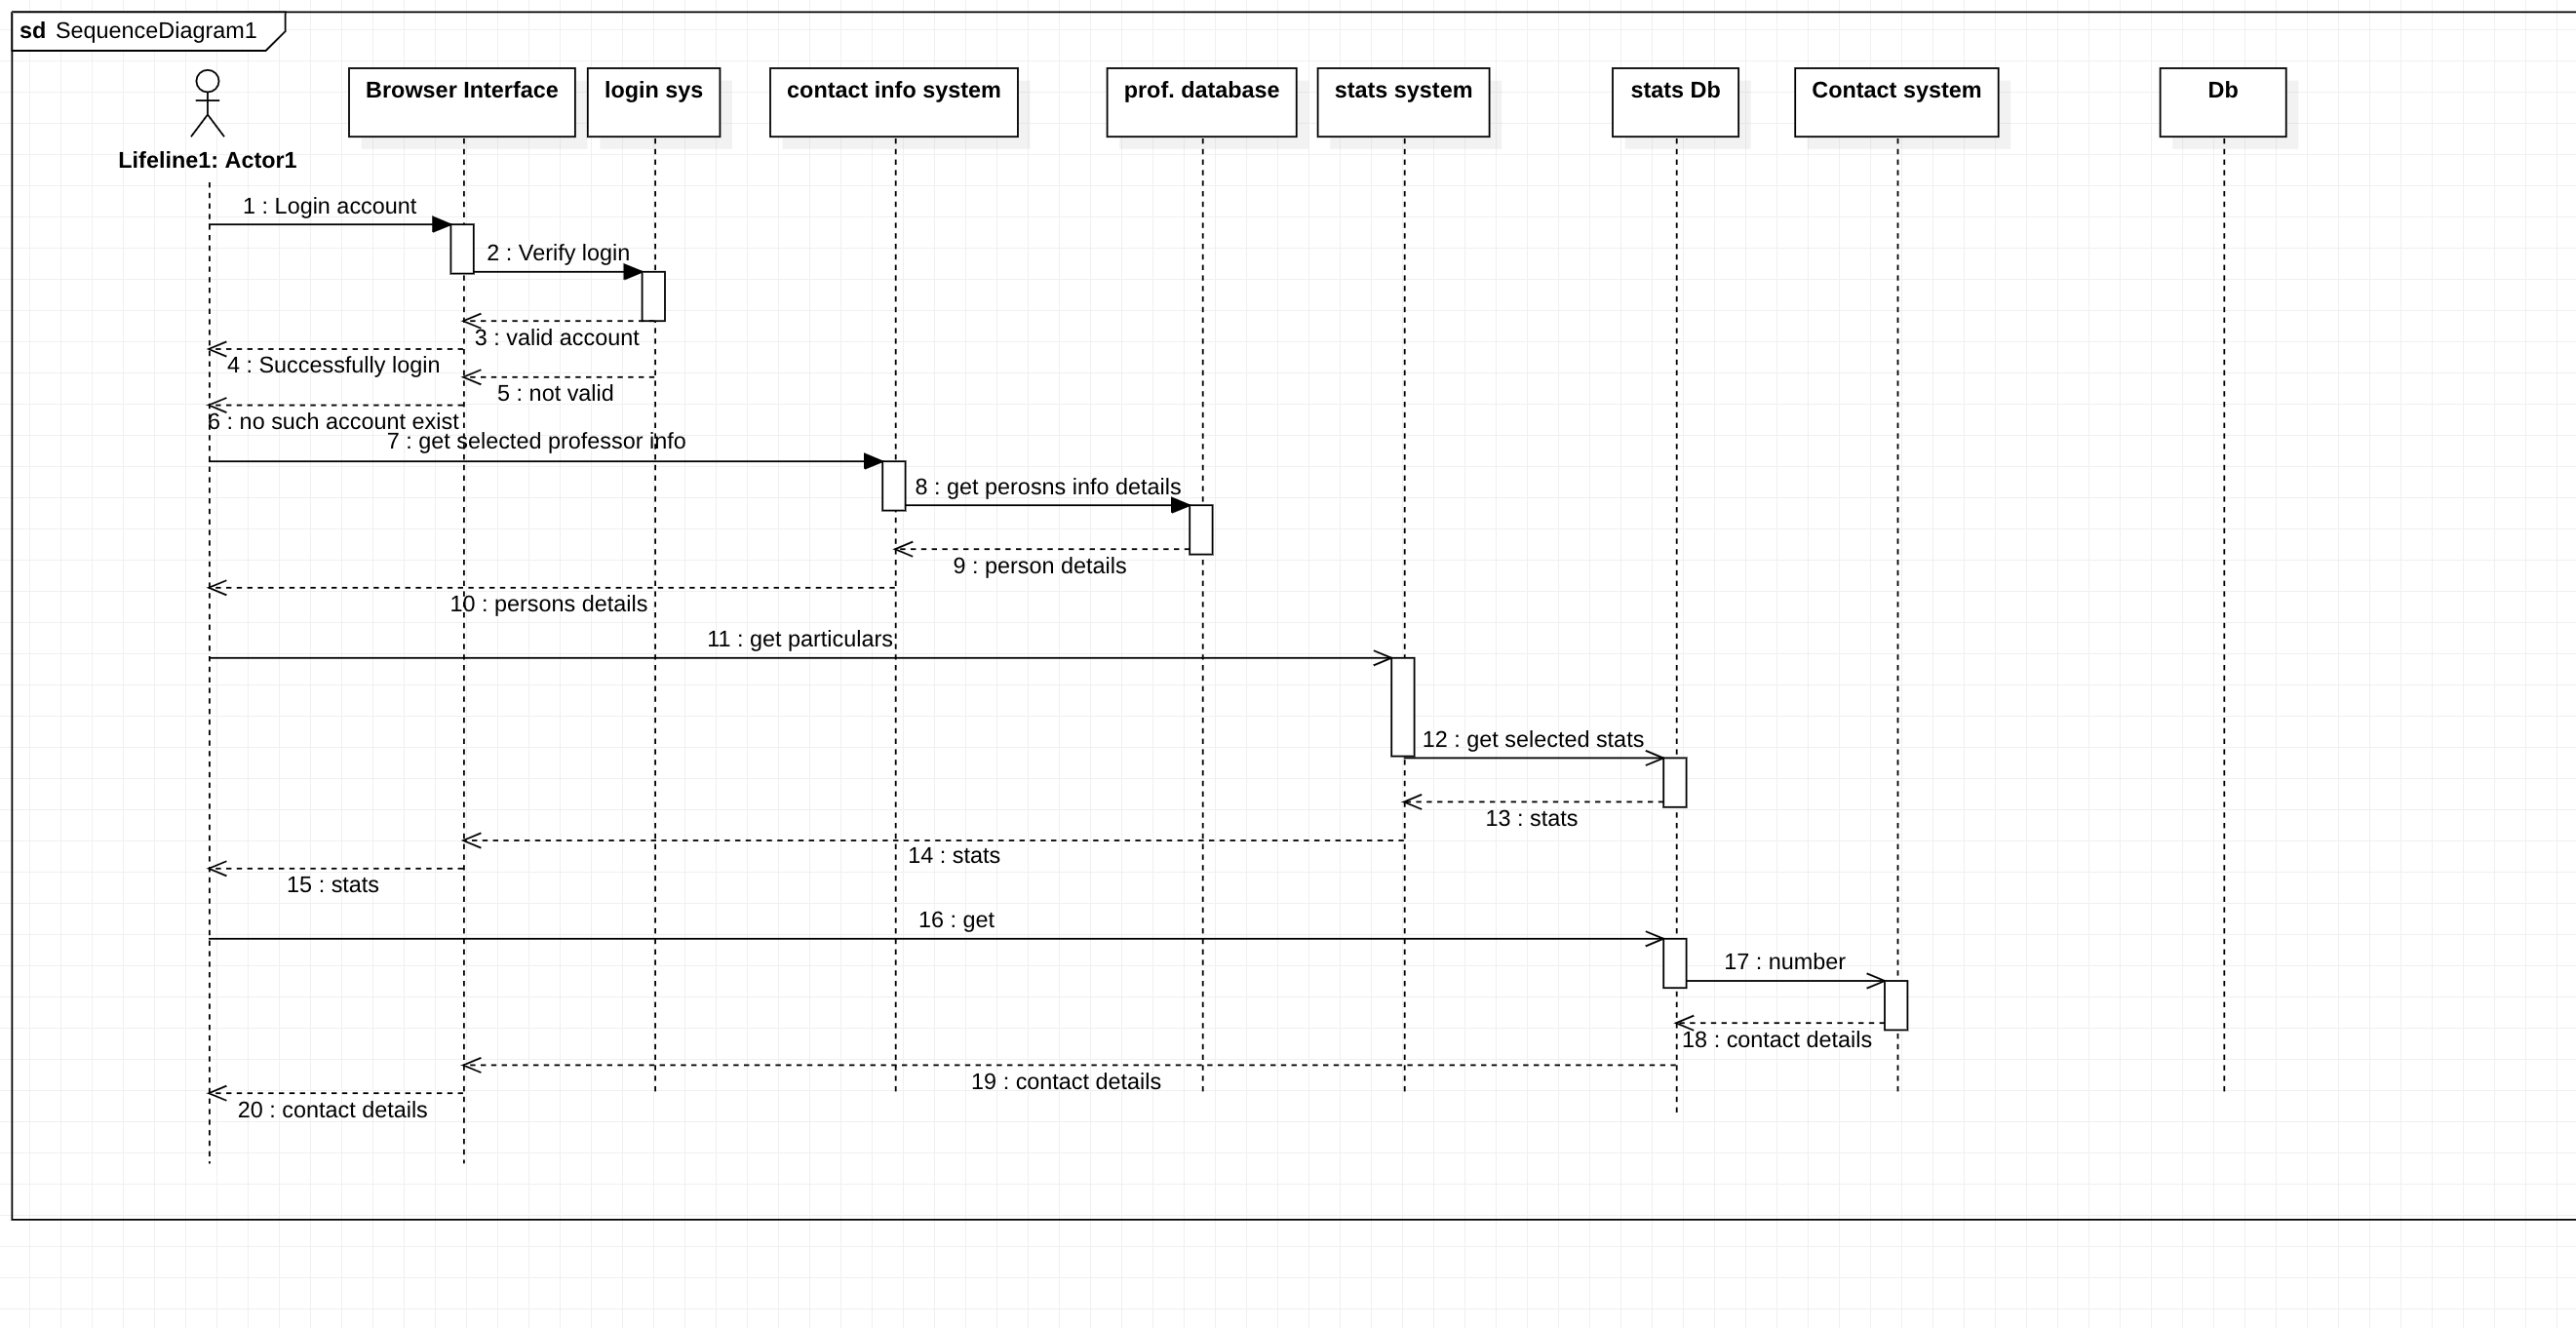 sd SequenceDiagram1
Lifeline1: Actor1
Browser Interface
login sys
contact info system
prof. database
stats system
stats Db
Contact system
Db
1 : Login account
2 : Verify login
3 : valid account
4 : Successfully login
5 : not valid
6 : no such account exist
7 : get selected professor info
8 : get perosns info details
9 : person details
10 : persons details
11 : get particulars
12 : get selected stats
13 : stats
14 : stats
15 : stats
16 : get
17 : number
18 : contact details
19 : contact details
20 : contact details